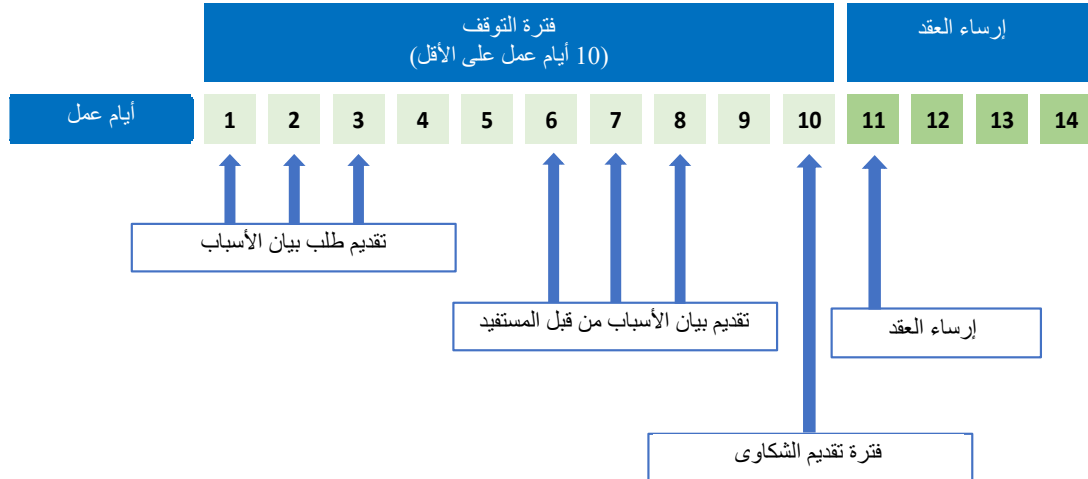 فترة التوقف
(10 أيام عمل على الأقل)
إرساء العقد
أيام عمل
1 2 3 4 5 6 7 8 9 10 11 12 13 14
تقديم طلب بيان الأسباب
تقديم بيان الأسباب من قبل المستفيد
إرساء العقد
فترة تقديم الشكاوى